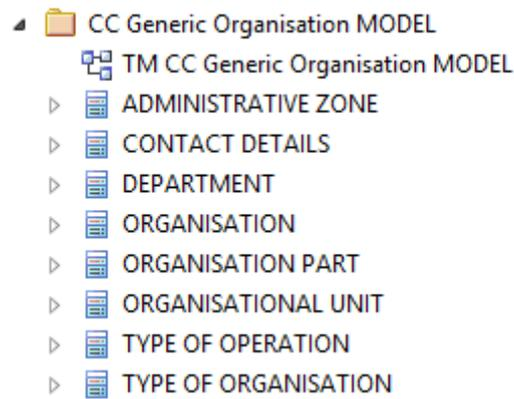 CC Generic Organisation MODEL
TM CC Generic Organisation MODEL
ADMINISTRATIVE ZONE
CONTACT DETAILS
DEPARTMENT
ORGANISATION
ORGANISATION PART
ORGANISATIONAL UNIT
TYPE OF OPERATION
TYPE OF ORGANISATION